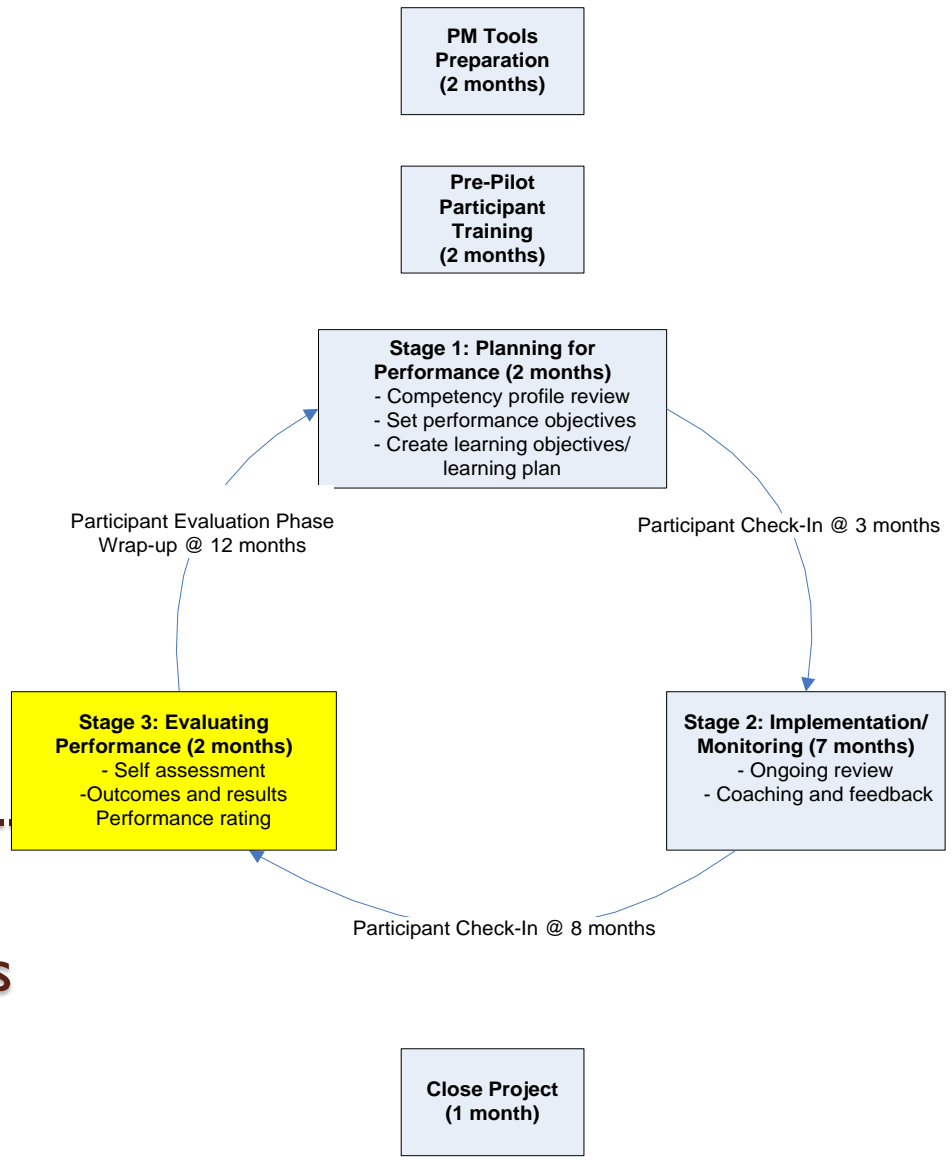 PM Tools
Preparation
(2 months)
Pre-Pilot
Participant
Training
(2 months)
Stage 1: Planning for
Performance (2 months)
- Competency profile review
- Set performance objectives
- Create learning objectives/
learning plan
Participant Evaluation Phase
Wrap-up @ 12 months
Participant Check-In @ 3 months
Stage 3: Evaluating
Performance (2 months)
- Self assessment
-Outcomes and results
Performance rating
Stage 2: Implementation/
Monitoring (7 months)
- Ongoing review
- Coaching and feedback
Participant Check-In @ 8 months
s
Close Project
(1 month)